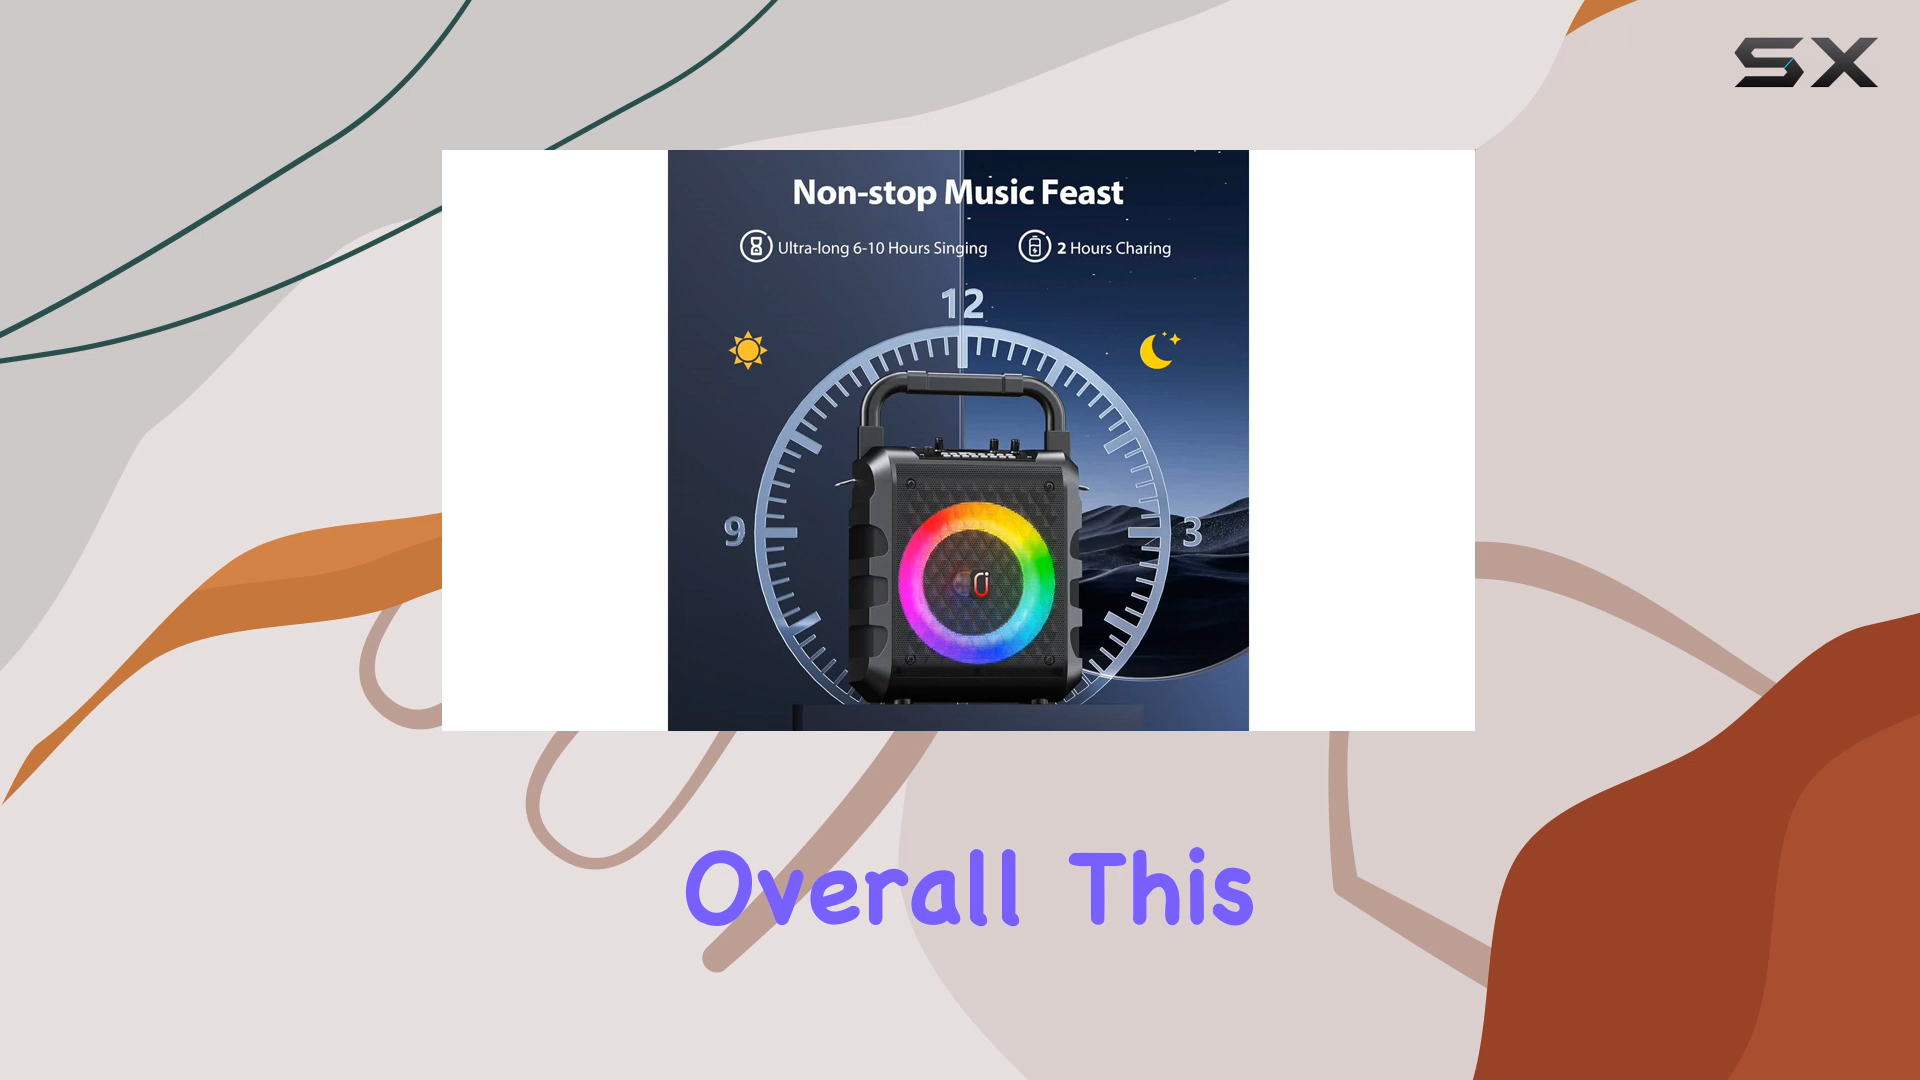 SX
Non-stop Music Feast
Ultra-long 6-10 Hours Singing
2 Hours Charing
12
9
3
Overall This